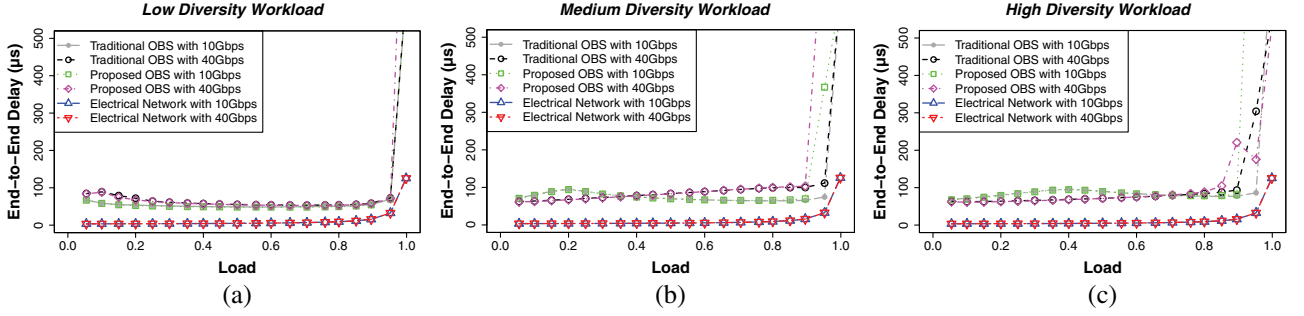 Low Diversity Workload
End-to-End Delay (μs)
500
400
300
200
100
0
Traditional OBS with 10Gbps
Traditional OBS with 40Gbps
Proposed OBS with 10Gbps
Proposed OBS with 40Gbps
Electrical Network with 10Gbps
Electrical Network with 40Gbps
0.0 0.2 0.4 0.6 0.8 1.0
Load
(a)
Medium Diversity Workload
End-to-End Delay (μs)
500
400
300
200
100
0
Traditional OBS with 10Gbps
Traditional OBS with 40Gbps
Proposed OBS with 10Gbps
Proposed OBS with 40Gbps
Electrical Network with 10Gbps
Electrical Network with 40Gbps
0.0 0.2 0.4 0.6 0.8 1.0
Load
(b)
High Diversity Workload
End-to-End Delay (μs)
500
400
300
200
100
0
Traditional OBS with 10Gbps
Traditional OBS with 40Gbps
Proposed OBS with 10Gbps
Proposed OBS with 40Gbps
Electrical Network with 10Gbps
Electrical Network with 40Gbps
0.0 0.2 0.4 0.6 0.8 1.0
Load
(c)